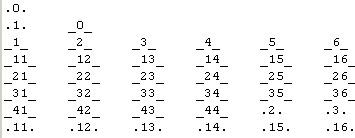 .0.
.1. _0_
_1_ _2_ _3_ _4_ _5_ _6_
_11_ _12_ _13_ _14_ _15_ _16_
_21_ _22_ _23_ _24_ _25_ _26_
_31_ _32_ _33_ _34_ _35_ _36_
_41_ _42_ _43_ _44_ .2. .3.
.11. .12. .13. .14. .15. .16.